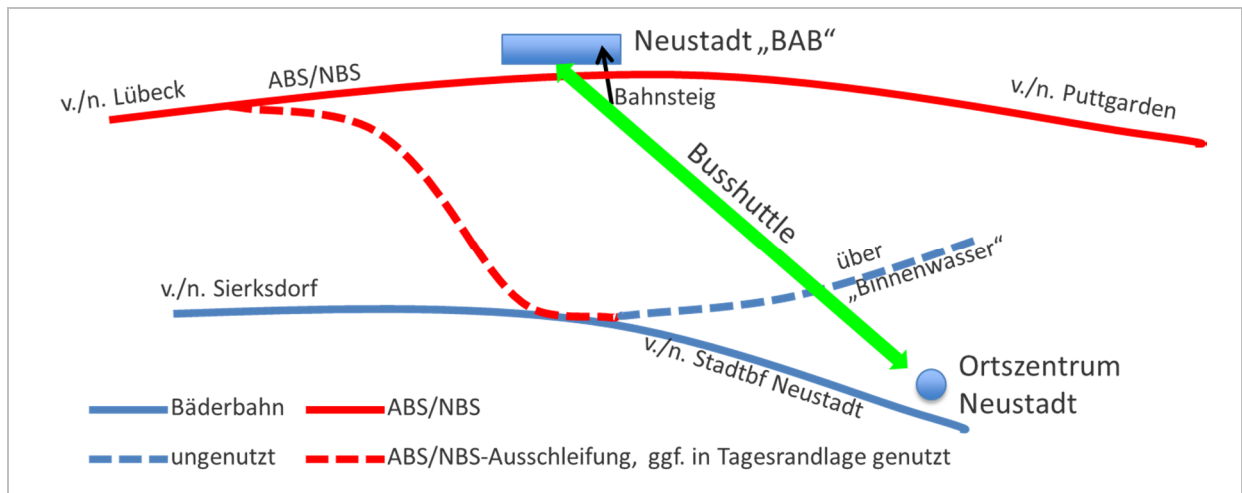 Neustadt „BAB“
ABS/NBS
v./n. Lübeck
Bahnsteig
v./n. Puttgarden
Busshuttle
über
„Binnenwasser“
v./n. Sierksdorf
v./n. Stadtbf Neustadt
Ortszentrum
Neustadt
Bäderbahn
ABS/NBS
ungenutzt
ABS/NBS-Ausschleifung, ggf. in Tagesrandlage genutzt